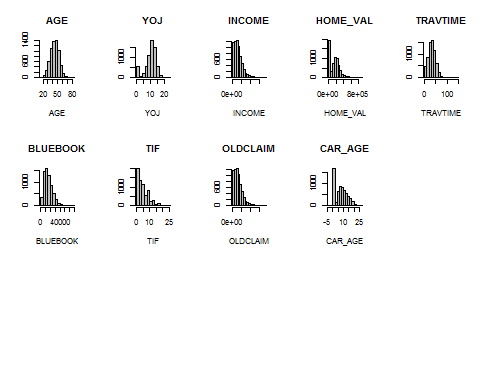 AGE YOJ INCOME HOME_VAL TRAVTIME
0 600 1400
0 1000
0 600
0 1000
0 1000
20 50 80
0 10 20
0e+00
0e+00 8e+05
0 100
AGE YOJ INCOME HOME_VAL TRAVTIME
BLUEBOOK TIF OLDCLAIM CAR_AGE
0 1000
0 1000
0 600
0 1000
0 40000
0 10 25
0e+00
-5 10 25
BLUEBOOK TIF OLDCLAIM CAR_AGE